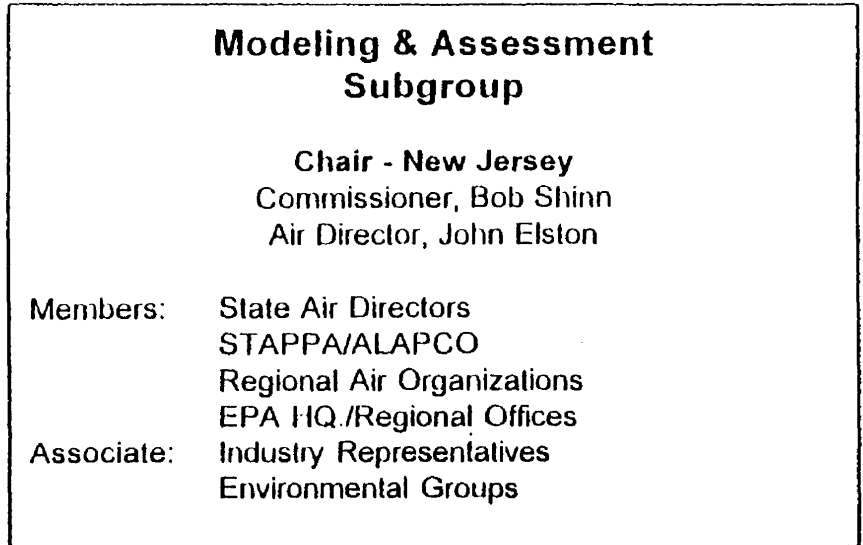 Modeling & Assessment
Subgroup
Chair - New Jersey
Commissioner, Bob Shinn
Air Director, John Elston
Members: State Air Directors
STAPPA/ALAPCO
Regional Air Organizations
EPA HQ./Regional Offices
Associate: Industry Representatives
Environmental Groups